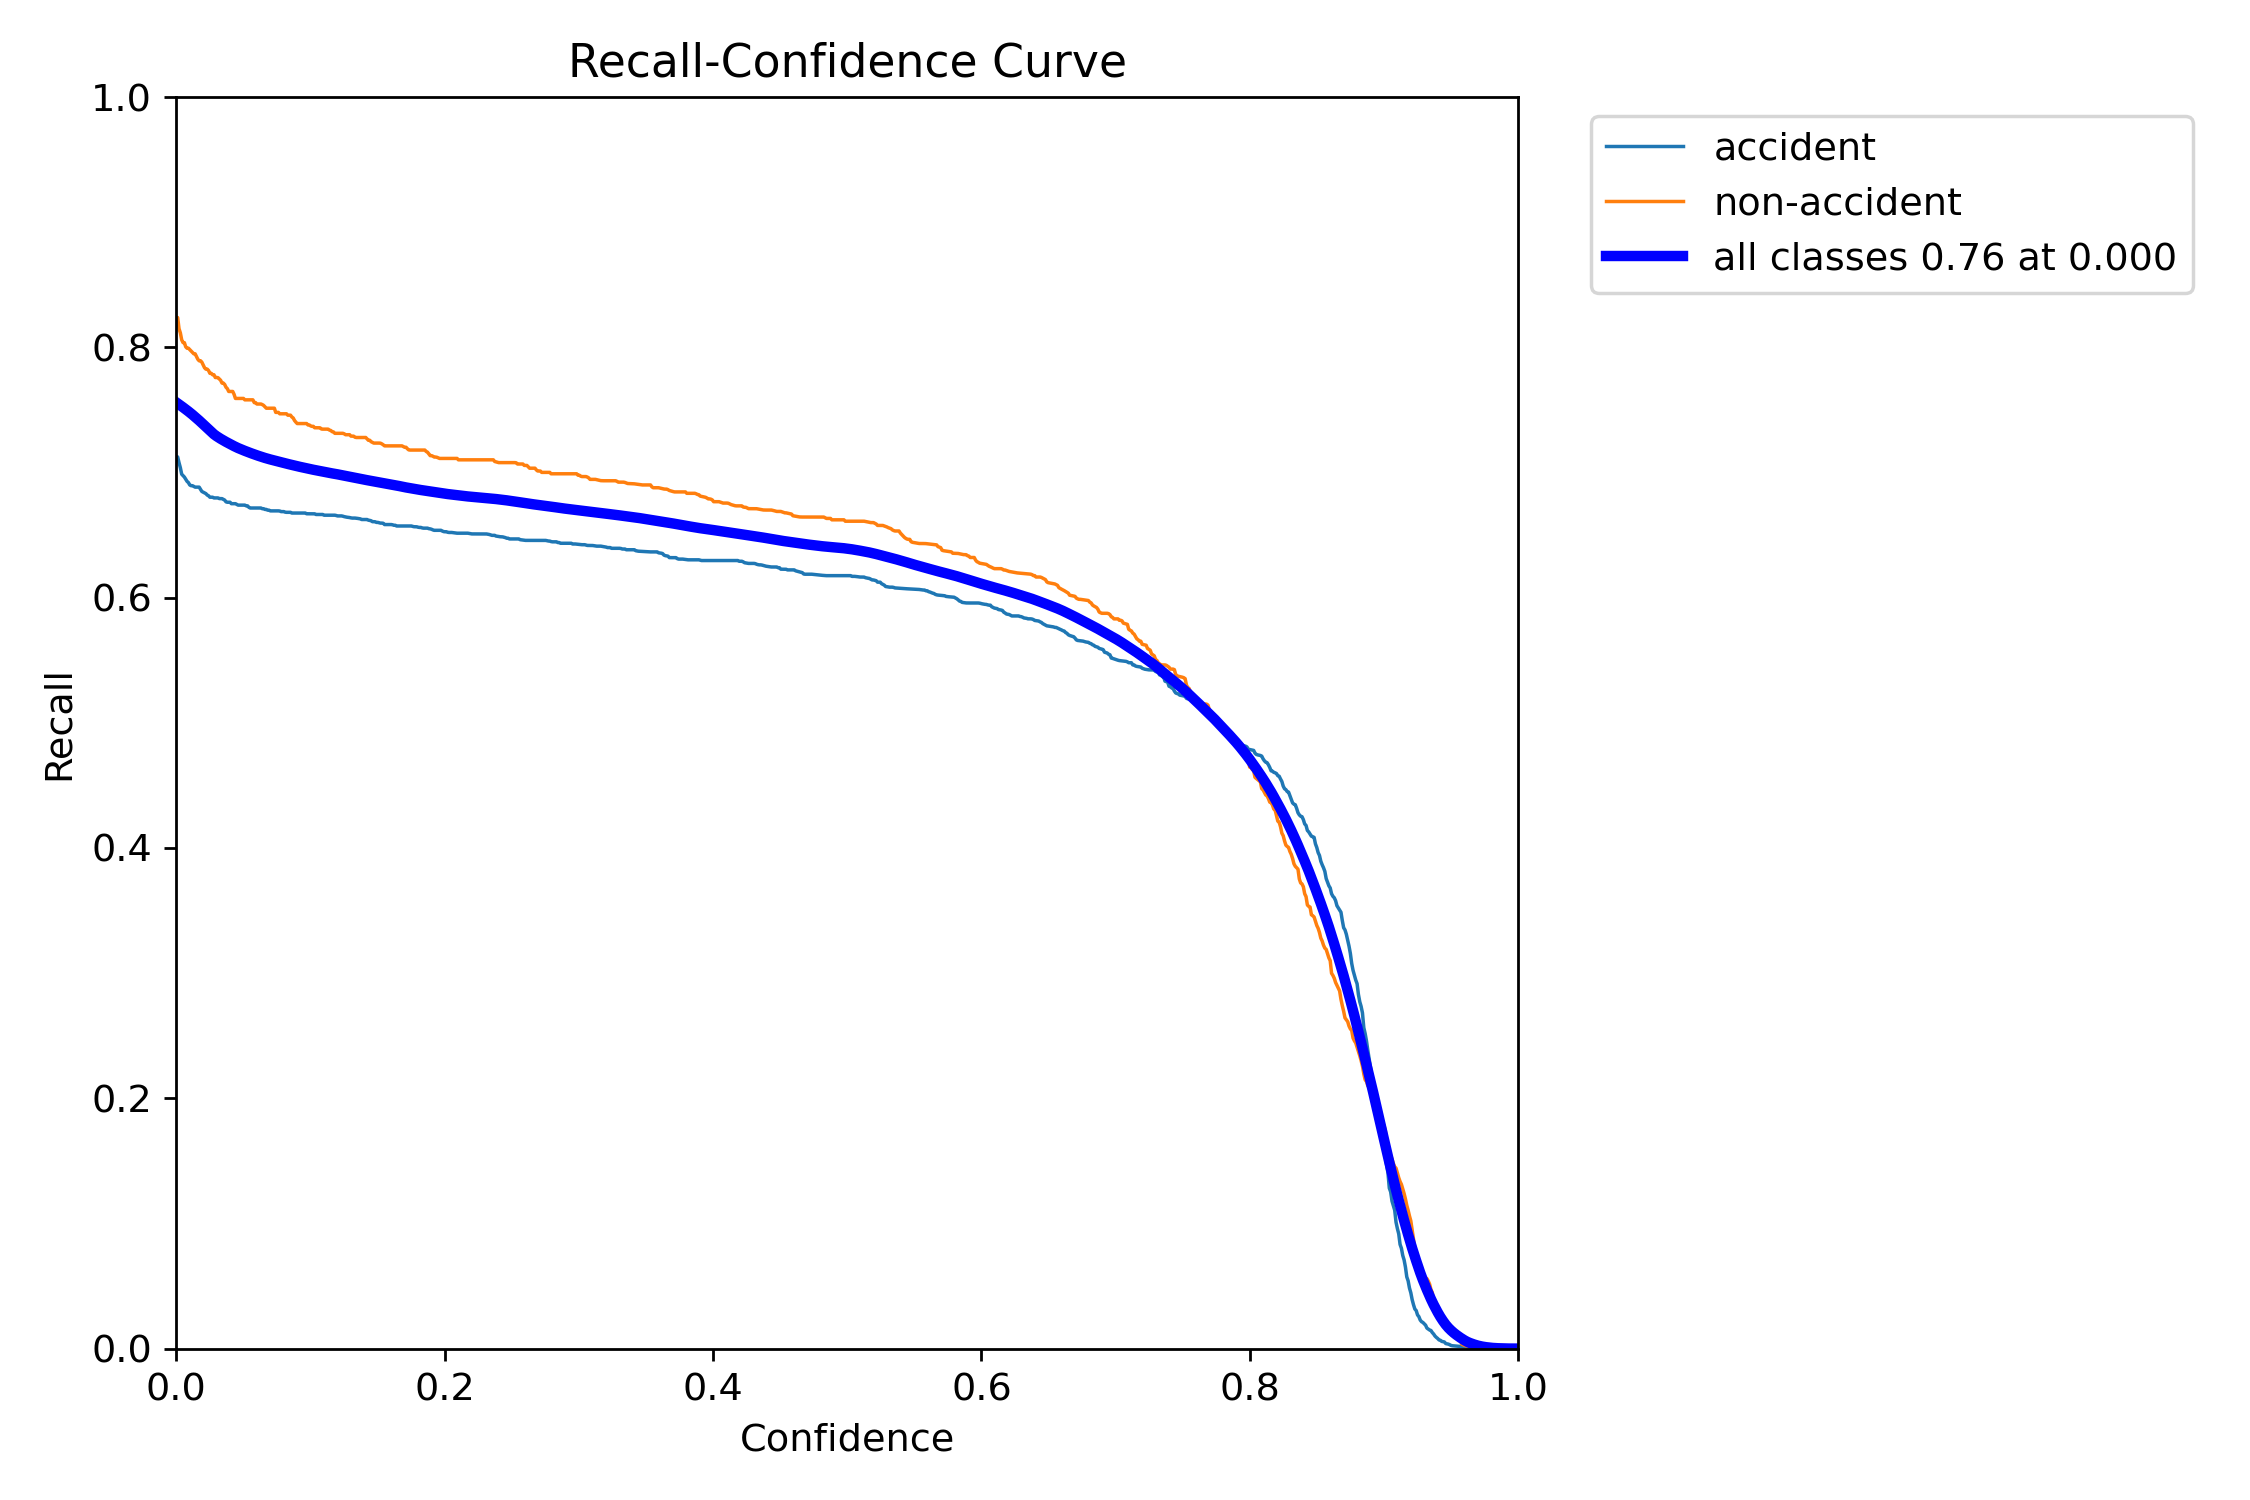 Recall-Confidence Curve
1.0
0.8
0.6
0.4
0.2
0.0
Recall
0.0 0.2 0.4 0.6 0.8 1.0
Confidence
accident
non-accident
all classes 0.76 at 0.000